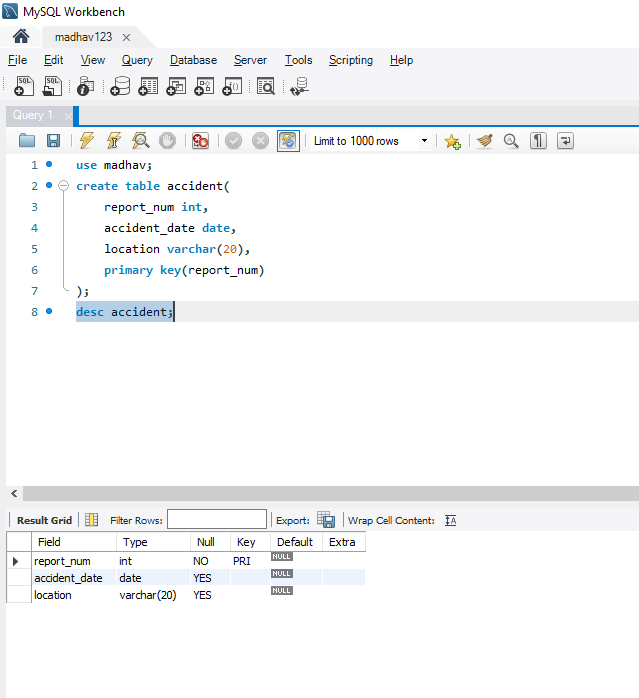 MySQL Workbench
madhav123
File Edit View Query Database Server Tools Scripting Help
SQL SQL
Query 1
Limit to 1000 rows
1 use madhav;
2 create table accident(
3 report_num int,
4 accident_date date,
5 location varchar(20),
6 primary key(report_num)
7 );
8 desc accident;
Result Grid Filter Rows: Export: Wrap Cell Content:
Field Type Null Key Default Extra
report_num int NO PRI NULL
accident_date date YES NULL
location varchar(20) YES NULL